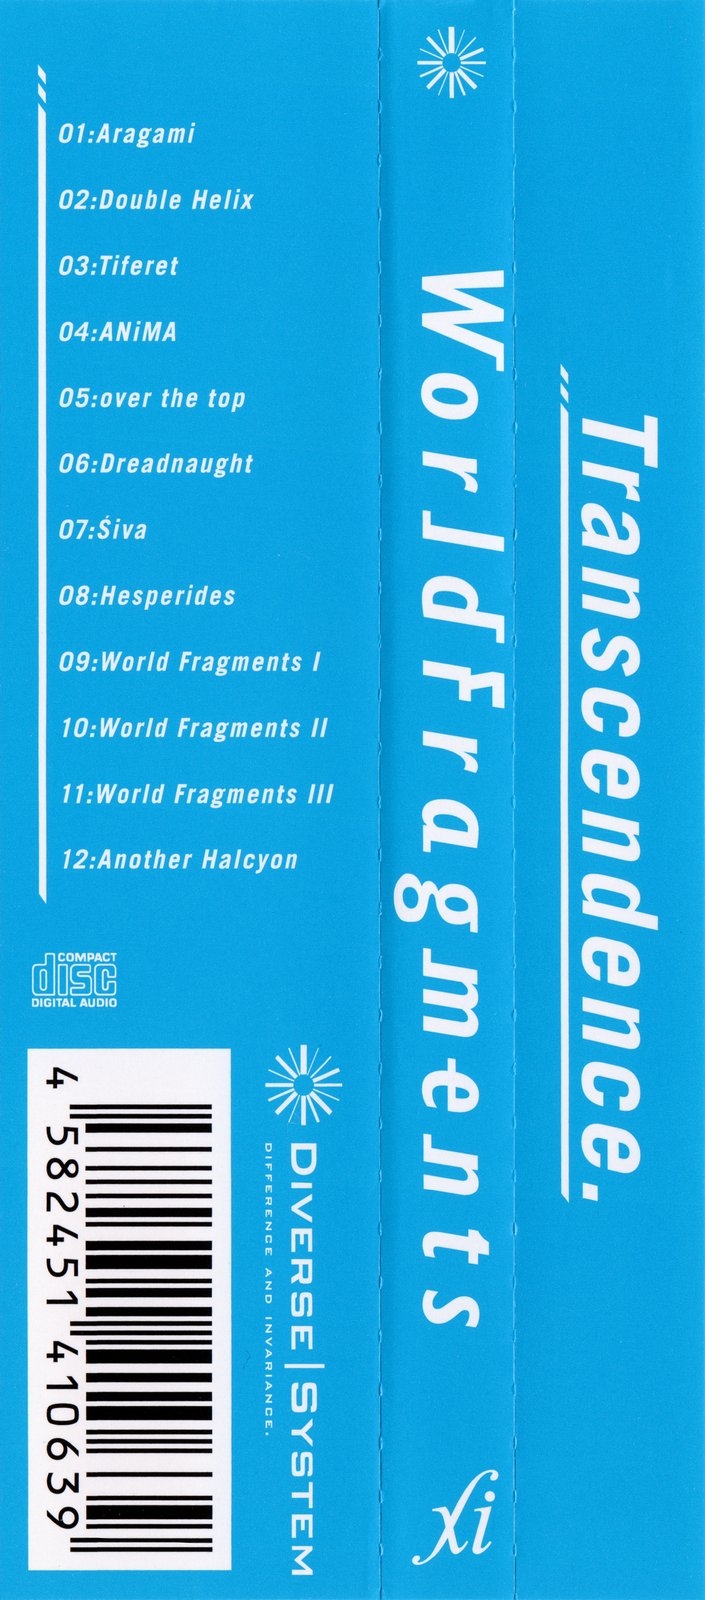 01:Aragami
02:Double Helix
03:Tiferet
04:ANiMA
05:over the top
06:Dreadnaught
07:Śiva
08:Hesperides
09:World Fragments I
10:World Fragments II
11:World Fragments III
12:Another Halcyon
COMPACT
disc
DIGITAL AUDIO
4 582451 410639
DIVERSE|SYSTEM
DIFFERENCE AND INVARIANCE.
WorldFragments
xi
Transcendence.